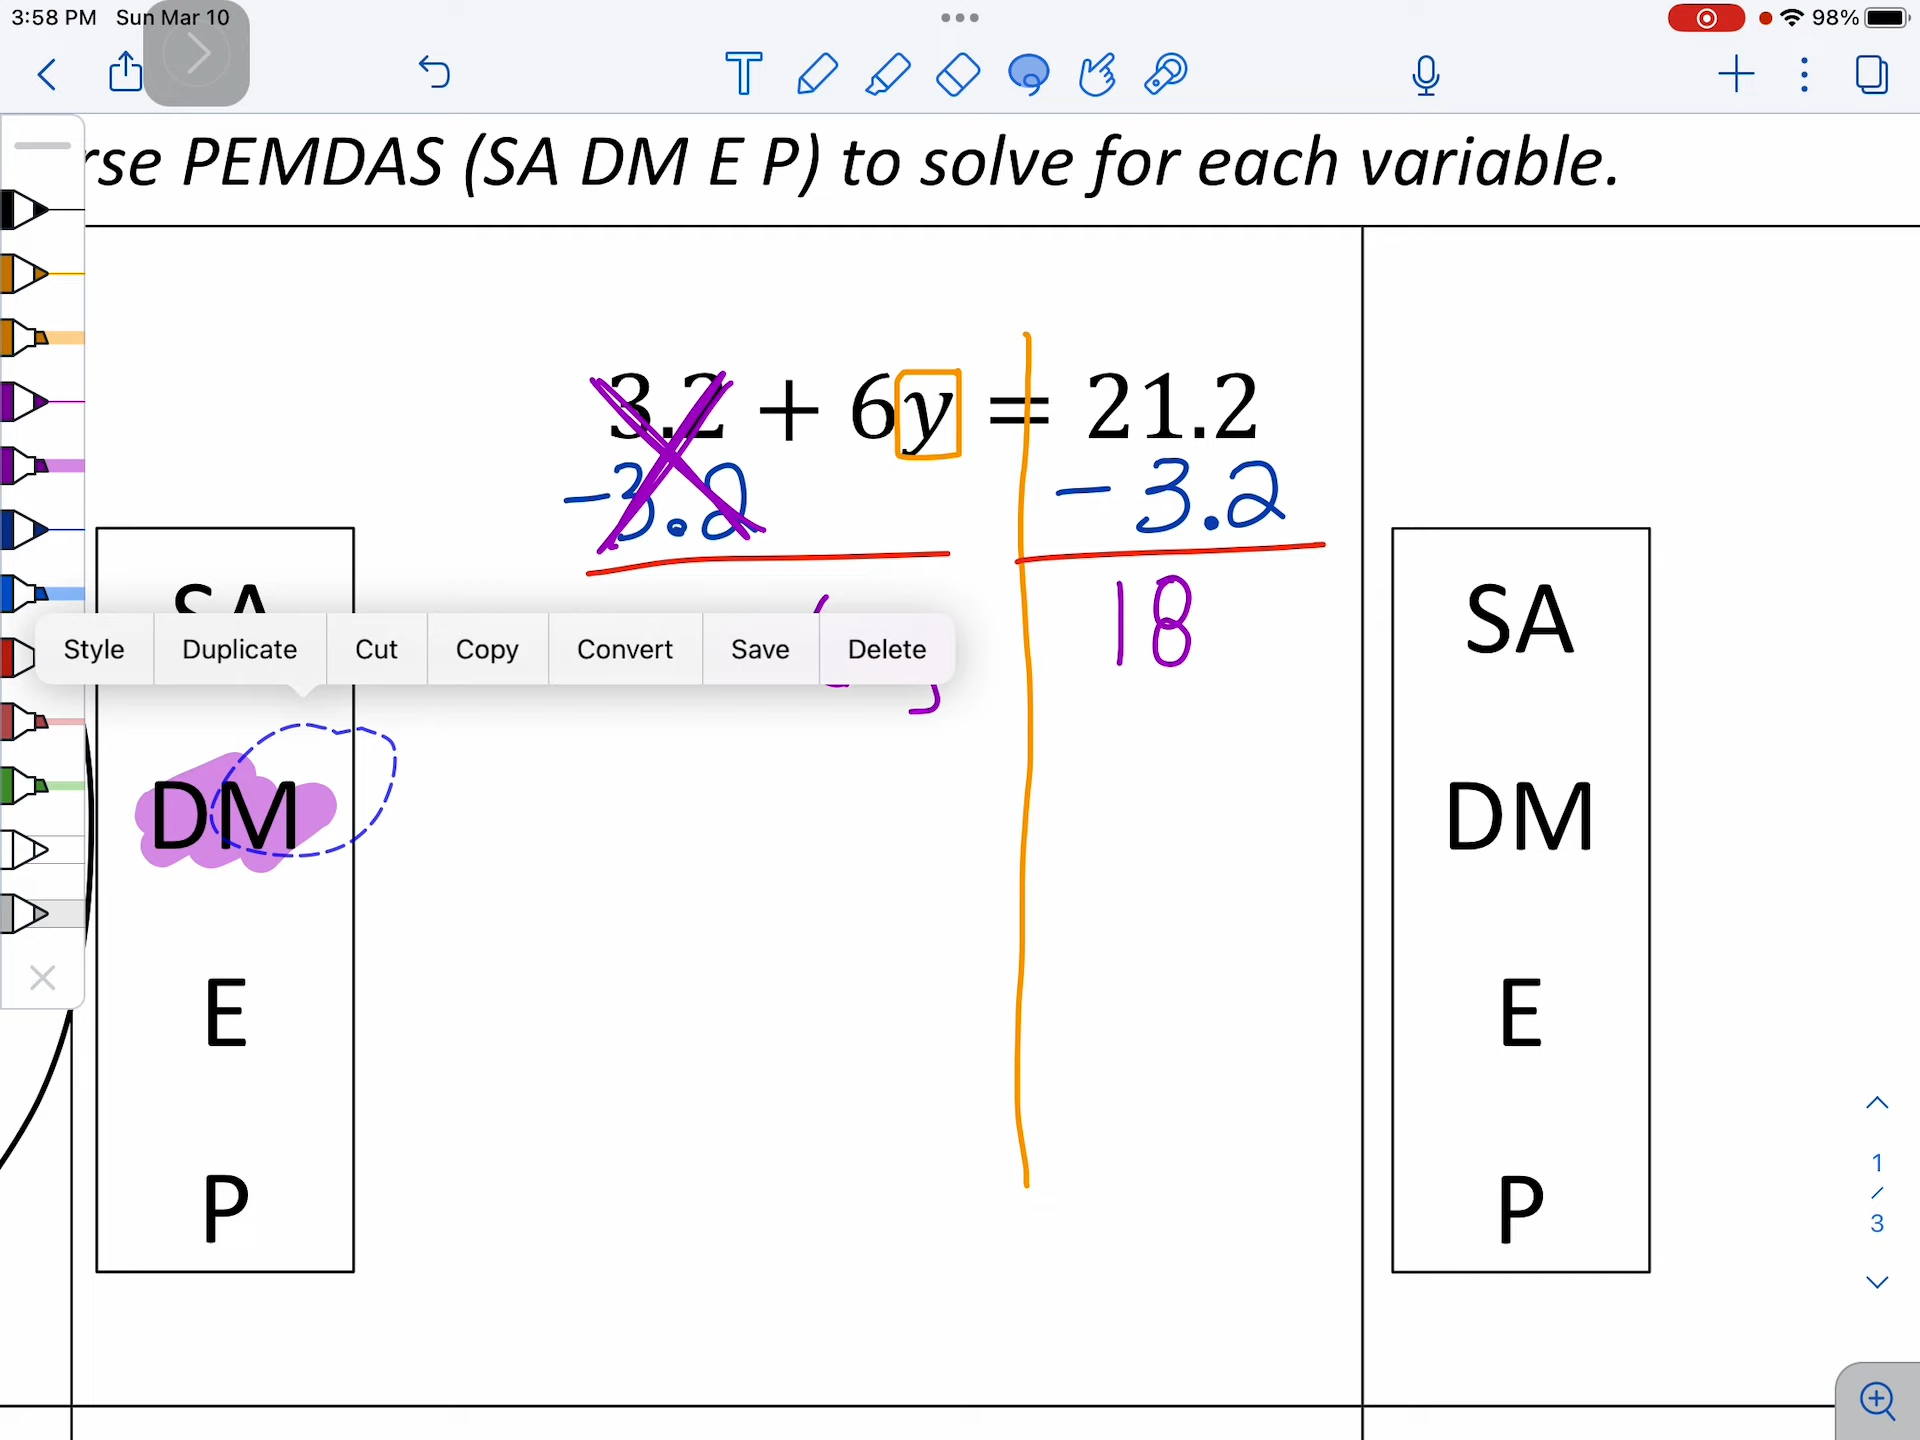 3:58 PM Sun Mar 10
98%
rse PEMDAS (SA DM E P) to solve for each variable.
3.2 + 6y = 21.2
-3.2 -3.2
18
SA
Style Duplicate Cut Copy Convert Save Delete
DM
E
P
SA
DM
E
P
1
/
3